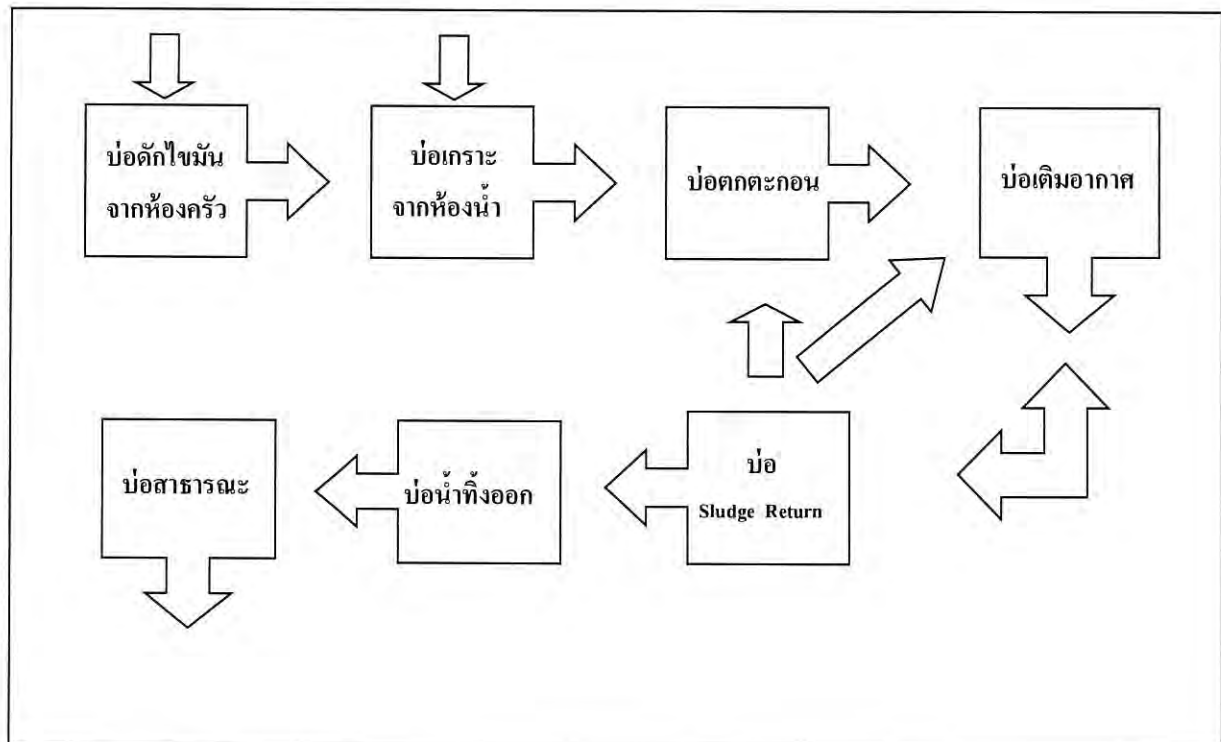 บ่อดักไขมัน
จากห้องครัว
บ่อเกราะ
จากห้องน้ำ
บ่อตกตะกอน
บ่อเติมอากาศ
บ่อสาธารณะ
บ่อน้ำทิ้งออก
บ่อ
Sludge Return